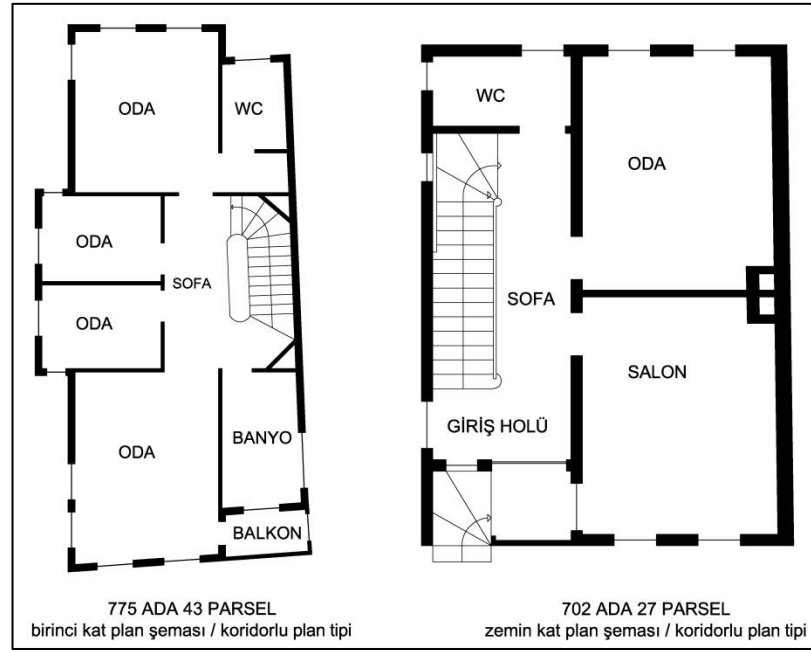 ODA
WC
ODA
SOFA
ODA
ODA
BANYO
BALKON
775 ADA 43 PARSEL
birinci kat plan şeması / koridorlu plan tipi
WC
ODA
SOFA
SALON
GİRİŞ HOLÜ
702 ADA 27 PARSEL
zemin kat plan şeması / koridorlu plan tipi